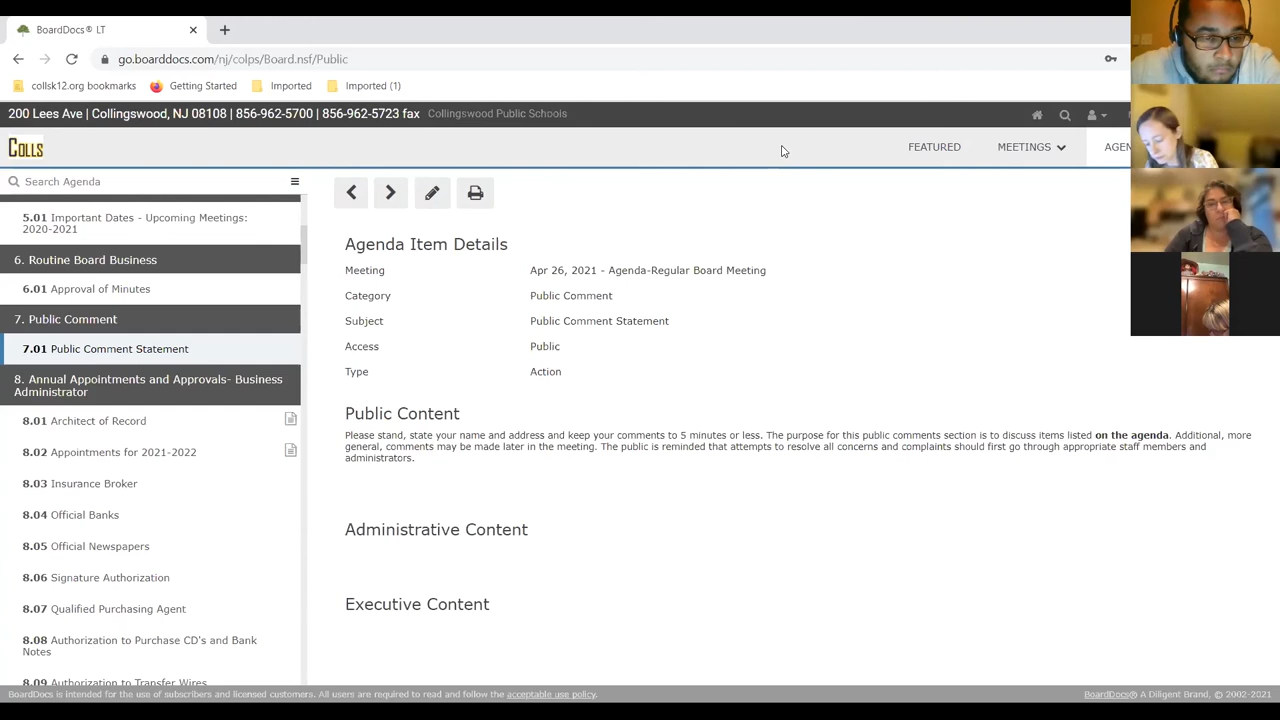 BoardDocs® LT
go.boarddocs.com/nj/colps/Board.nsf/Public
collsk12.org bookmarks Getting Started Imported Imported (1)
200 Lees Ave | Collingswood, NJ 08108 | 856-962-5700 | 856-962-5723 fax Collingswood Public Schools
COLLS
FEATURED MEETINGS
Search Agenda
5.01 Important Dates - Upcoming Meetings:
2020-2021
6. Routine Board Business
6.01 Approval of Minutes
7. Public Comment
7.01 Public Comment Statement
8. Annual Appointments and Approvals- Business
Administrator
8.01 Architect of Record
8.02 Appointments for 2021-2022
8.03 Insurance Broker
8.04 Official Banks
8.05 Official Newspapers
8.06 Signature Authorization
8.07 Qualified Purchasing Agent
8.08 Authorization to Purchase CD's and Bank
Notes
8.09 Authorization to Transfer Wires
Agenda Item Details
Meeting Apr 26, 2021 - Agenda-Regular Board Meeting
Category Public Comment
Subject Public Comment Statement
Access Public
Type Action
Public Content
Please stand, state your name and address and keep your comments to 5 minutes or less. The purpose for this public comments section is to discuss items listed on the agenda. Additional, more
general, comments may be made later in the meeting. The public is reminded that attempts to resolve all concerns and complaints should first go through appropriate staff members and
administrators.
Administrative Content
Executive Content
BoardDocs is intended for the use of subscribers and licensed customers. All users are required to read and follow the acceptable use policy. BoardDocs® A Diligent Brand, © 2002-2021